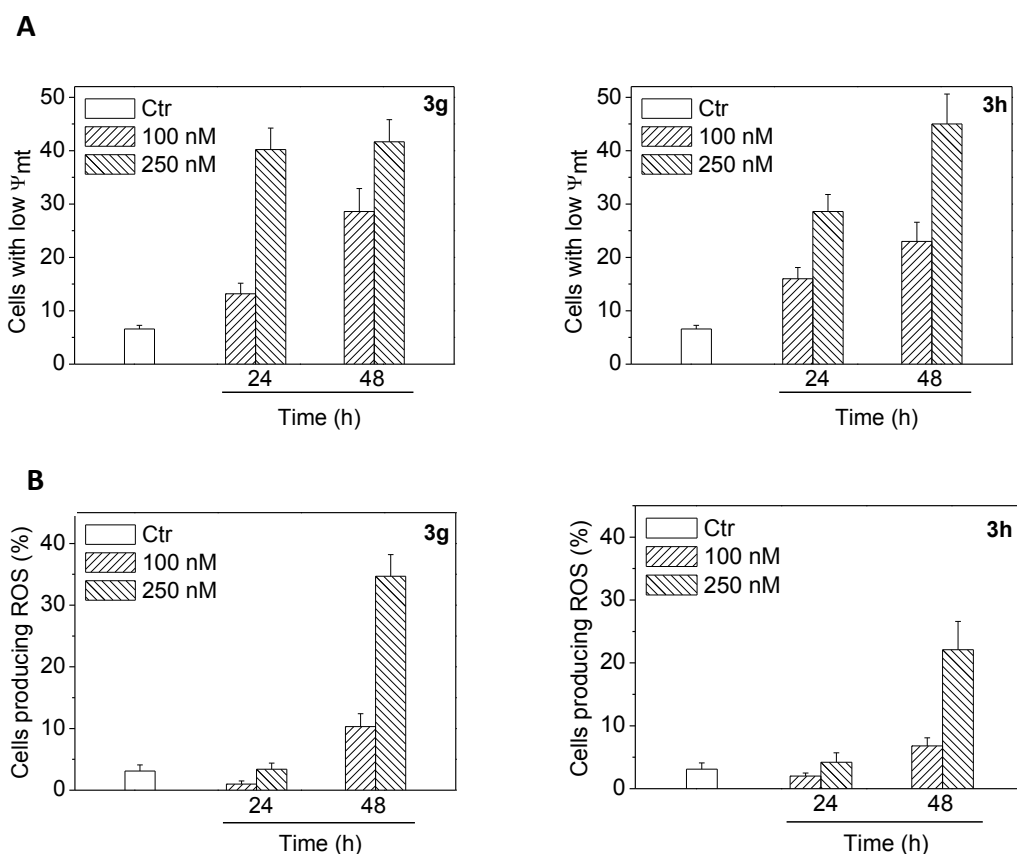 A
Cells with low Ψmt
50
40
30
20
10
0
Ctr
100 nM
250 nM
3g
24
48
Time (h)
Cells with low Ψmt
50
40
30
20
10
0
Ctr
100 nM
250 nM
3h
24
48
Time (h)
B
Cells producing ROS (%)
40
30
20
10
0
Ctr
100 nM
250 nM
3g
24
48
Time (h)
Cells producing ROS (%)
40
30
20
10
0
Ctr
100 nM
250 nM
3h
24
48
Time (h)